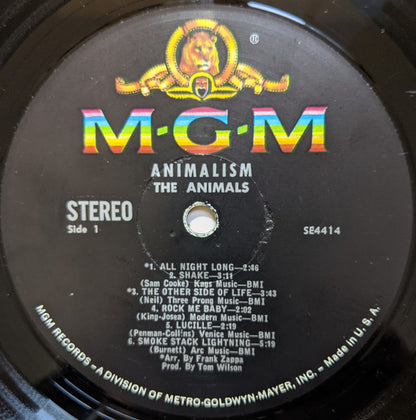 ®
M·G·M
ANIMALISM
THE ANIMALS
STEREO
Side 1
SE4414
*1. ALL NIGHT LONG—2:46
2. SHAKE—3:11
(Sam Cooke) Kags Music—BMI
*3. THE OTHER SIDE OF LIFE—3:43
(Neil) Three Prong Music—BMI
4. ROCK ME BABY—2:02
(King-Josea) Modern Music—BMI
5. LUCILLE—2:19
(Penman-Collins) Venice Music—BMI
6. SMOKE STACK LIGHTNING—5:19
(Burnett) Arc Music—BMI
*Arr. By Frank Zappa
Prod. By Tom Wilson
MGM RECORDS—A DIVISION OF METRO-GOLDWYN-MAYER, INC.—Made in U.S.A.